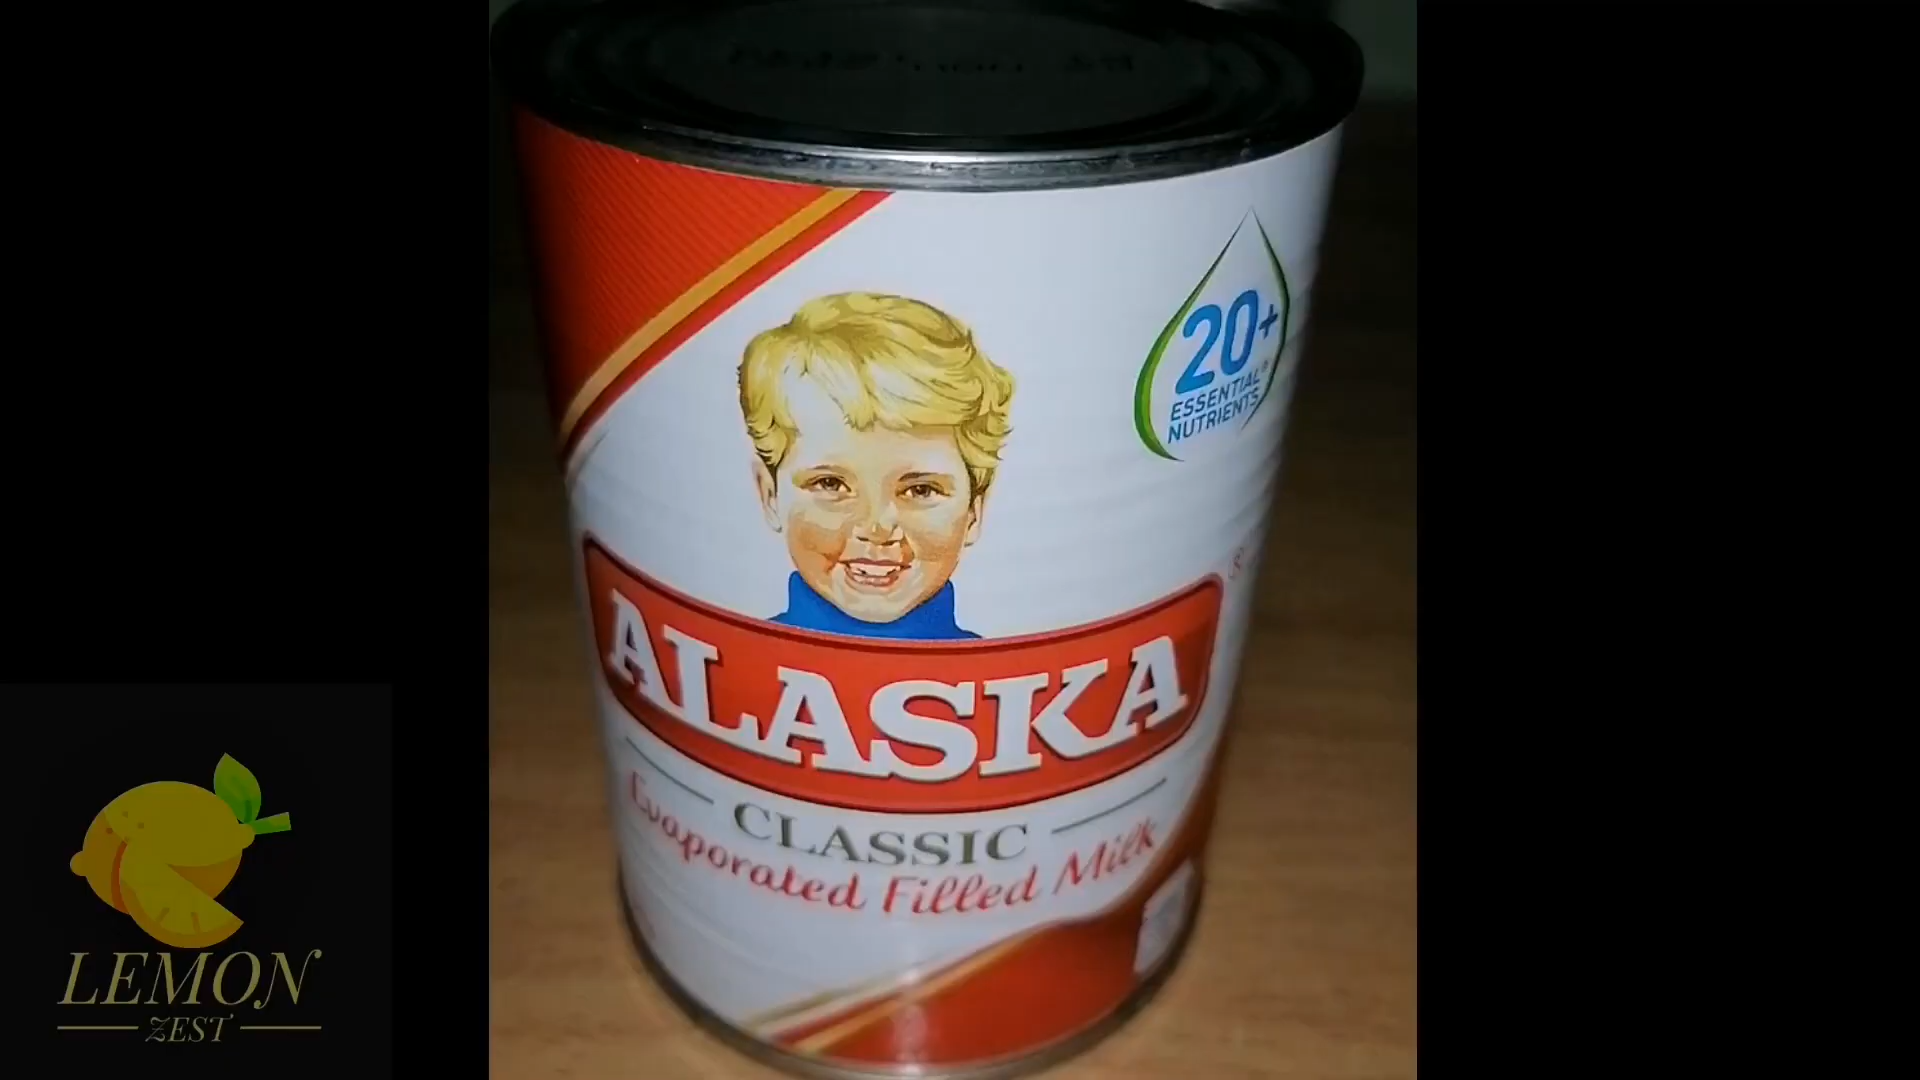 20+
ESSENTIAL®
NUTRIENTS
ALASKA
CLASSIC
Evaporated Filled Milk
LEMON
ZEST